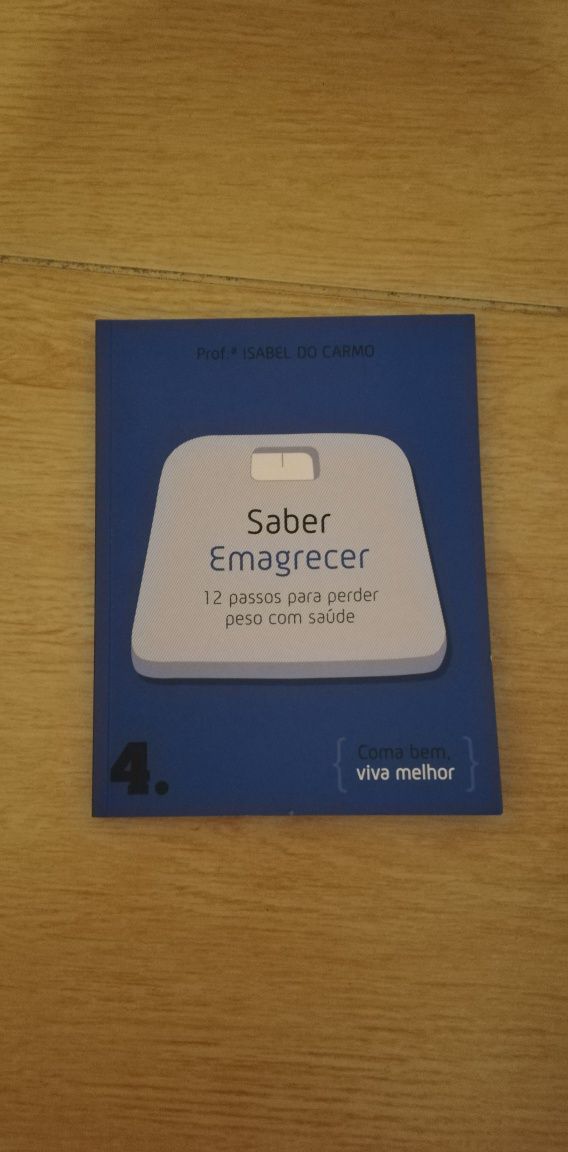 Prof.ª ISABEL DO CARMO
Saber
Emagrecer
12 passos para perder
peso com saúde
4.
{ Coma bem,
viva melhor }